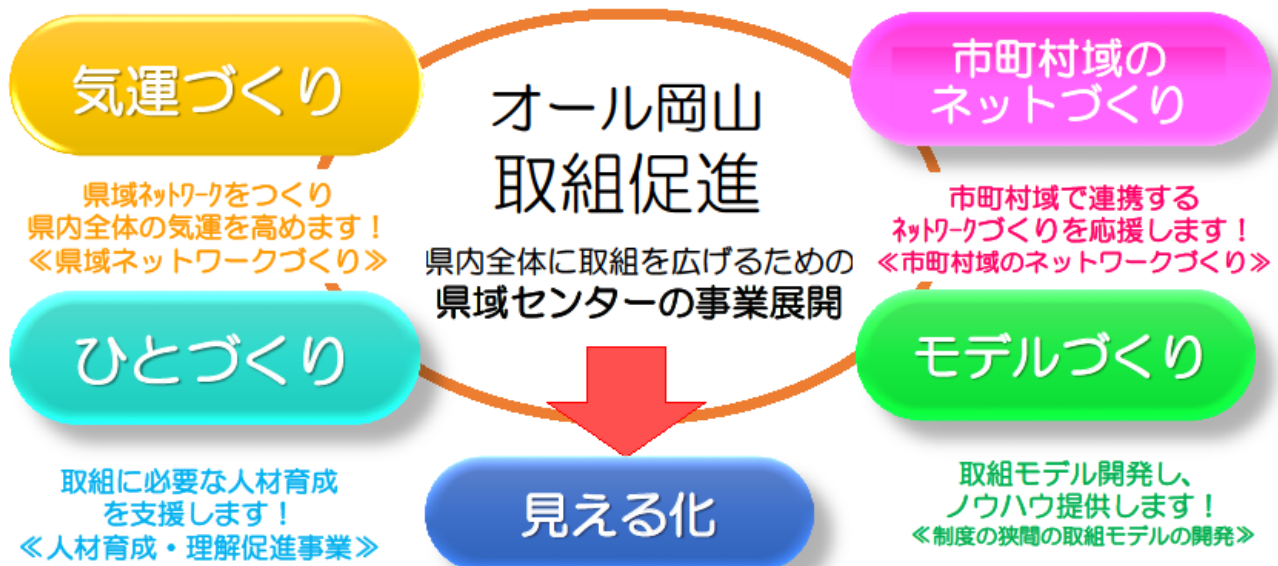 気運づくり
県域ﾈｯﾄﾜｰｸをつくり
県内全体の気運を高めます！
≪県域ネットワークづくり≫
オール岡山
取組促進
県内全体に取組を広げるための
県域センターの事業展開
市町村域の
ネットづくり
市町村域で連携する
ﾈｯﾄﾜｰｸづくりを応援します！
≪市町村域のネットワークづくり≫
ひとづくり
取組に必要な人材育成
を支援します！
≪人材育成・理解促進事業≫
見える化
モデルづくり
取組モデル開発し、
ノウハウ提供します！
≪制度の狭間の取組モデルの開発≫